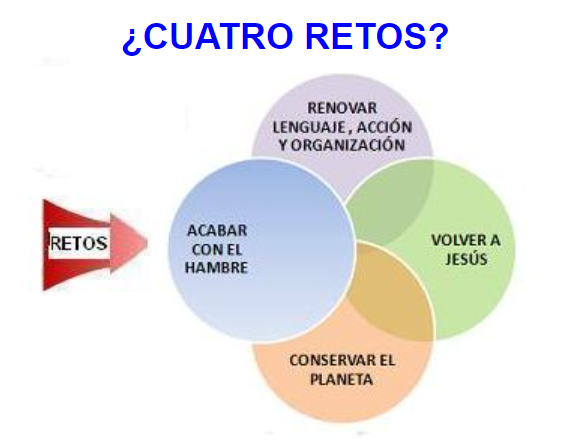 ¿CUATRO RETOS?
RENOVAR
LENGUAJE, ACCIÓN
Y ORGANIZACIÓN
RETOS
ACABAR
CON EL
HAMBRE
VOLVER A
JESÚS
CONSERVAR EL
PLANETA